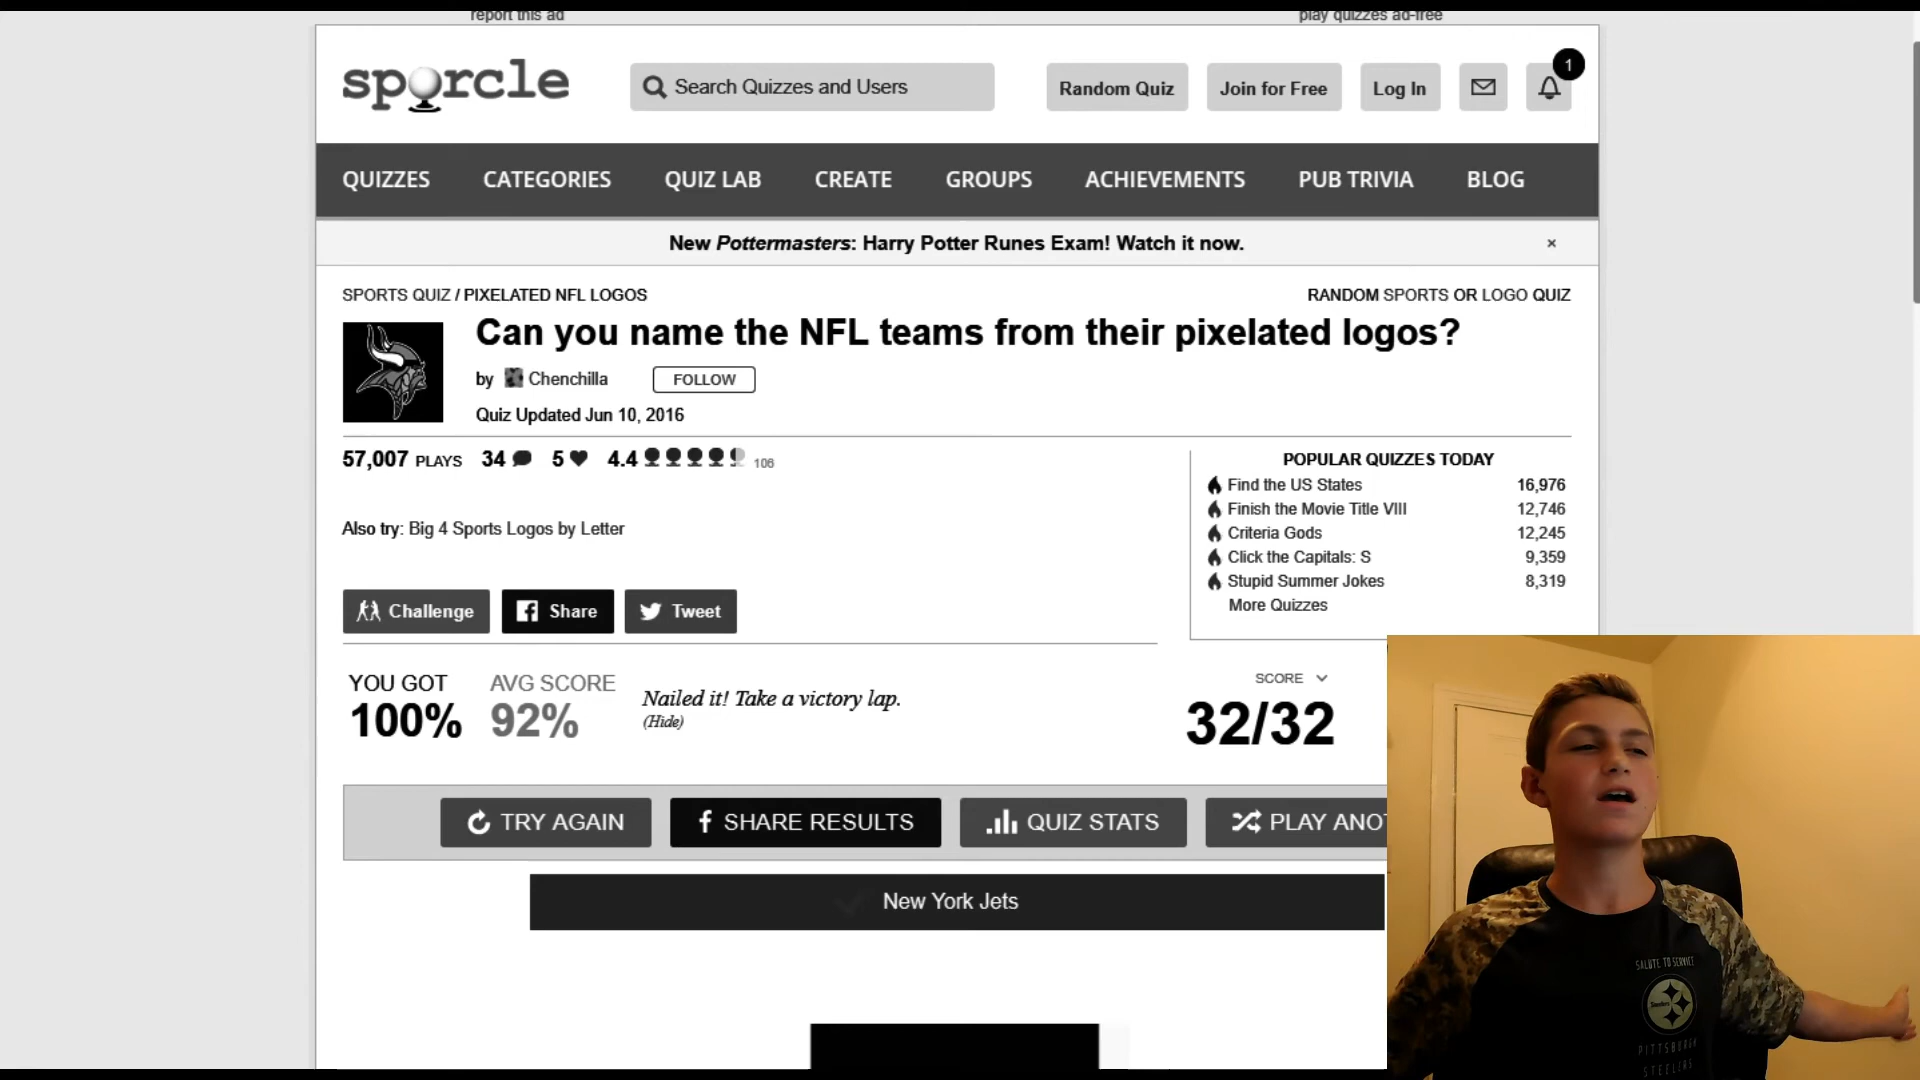 report this ad
play quizzes ad-free
sporcle
Search Quizzes and Users
Random Quiz
Join for Free
Log In
1
QUIZZES
CATEGORIES
QUIZ LAB
CREATE
GROUPS
ACHIEVEMENTS
PUB TRIVIA
BLOG
New Pottermasters: Harry Potter Runes Exam! Watch it now.
×
SPORTS QUIZ / PIXELATED NFL LOGOS
RANDOM SPORTS OR LOGO QUIZ
Can you name the NFL teams from their pixelated logos?
by Chenchilla
FOLLOW
Quiz Updated Jun 10, 2016
57,007 PLAYS 34 5 4.4 106
POPULAR QUIZZES TODAY
Find the US States 16,976
Finish the Movie Title VIII 12,746
Criteria Gods 12,245
Click the Capitals: S 9,359
Stupid Summer Jokes 8,319
More Quizzes
Also try: Big 4 Sports Logos by Letter
Challenge
Share
Tweet
YOU GOT
100%
AVG SCORE
92%
Nailed it! Take a victory lap.
(Hide)
SCORE
32/32
TRY AGAIN
SHARE RESULTS
QUIZ STATS
PLAY ANO
New York Jets
SALUTE TO SERVICE
Steelers
PITTSBURGH
STEELERS